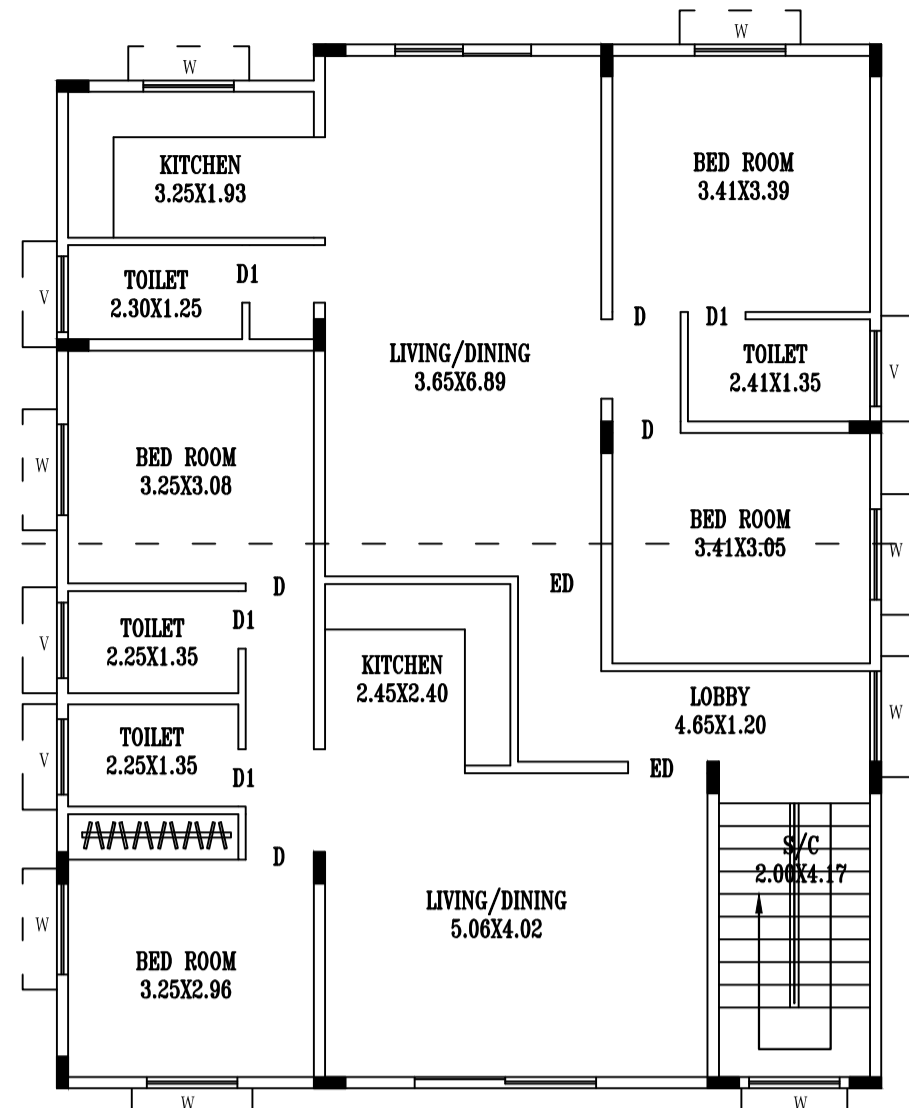 W
W
KITCHEN
3.25X1.93
BED ROOM
3.41X3.39
TOILET
2.30X1.25
D1
V
D
D1
LIVING/DINING
3.65X6.89
TOILET
2.41X1.35
V
D
BED ROOM
3.25X3.08
W
BED ROOM
3.41X3.05
W
D
ED
TOILET
2.25X1.35
D1
V
KITCHEN
2.45X2.40
LOBBY
4.65X1.20
W
TOILET
2.25X1.35
V
D1
ED
D
S/C
2.00X4.17
LIVING/DINING
5.06X4.02
W
BED ROOM
3.25X2.96
W
W